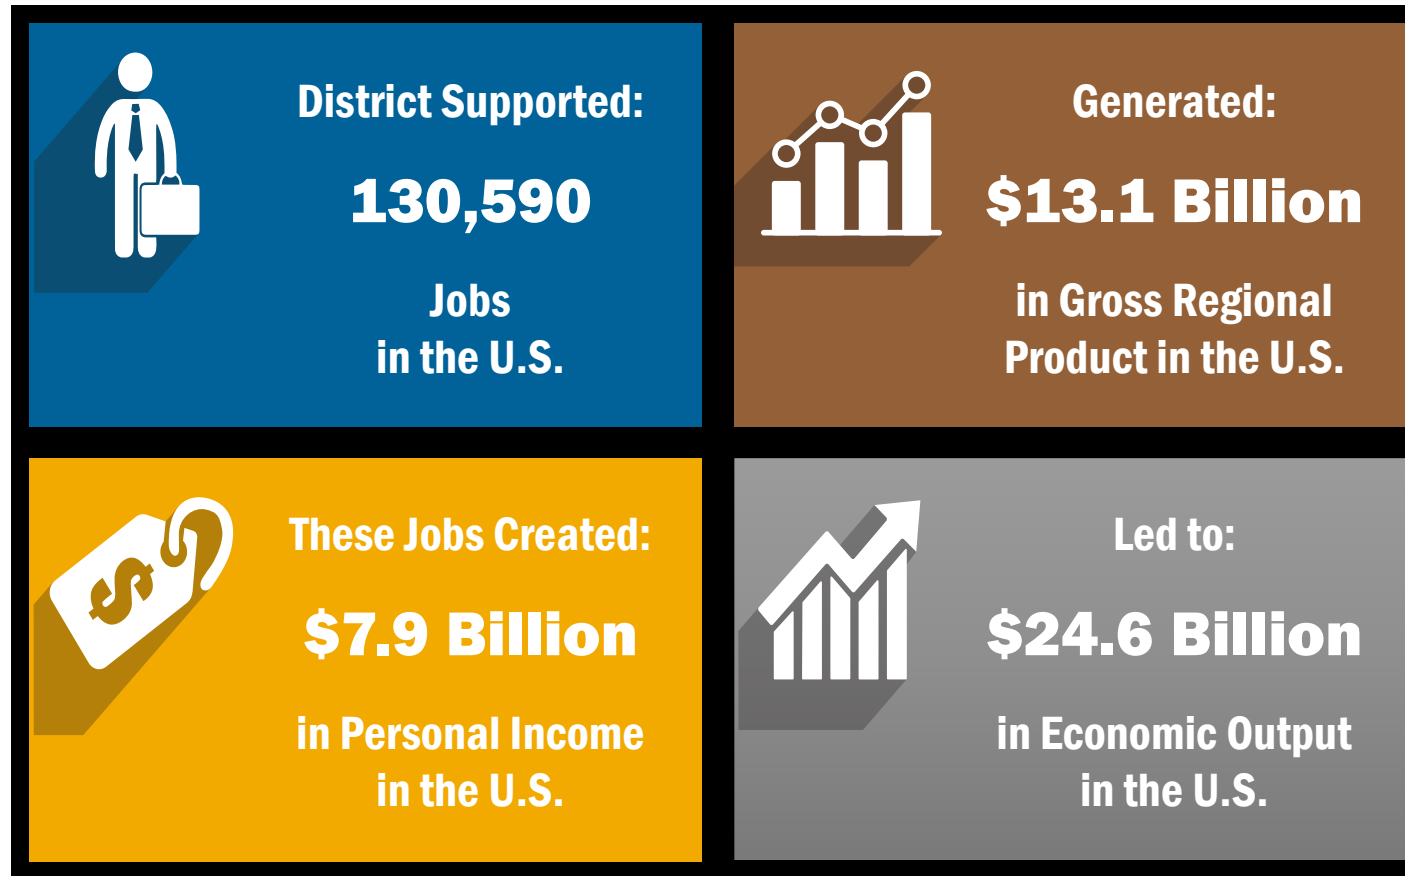 District Supported:
130,590
Jobs
in the U.S.
Generated:
$13.1 Billion
in Gross Regional
Product in the U.S.
$
These Jobs Created:
$7.9 Billion
in Personal Income
in the U.S.
Led to:
$24.6 Billion
in Economic Output
in the U.S.